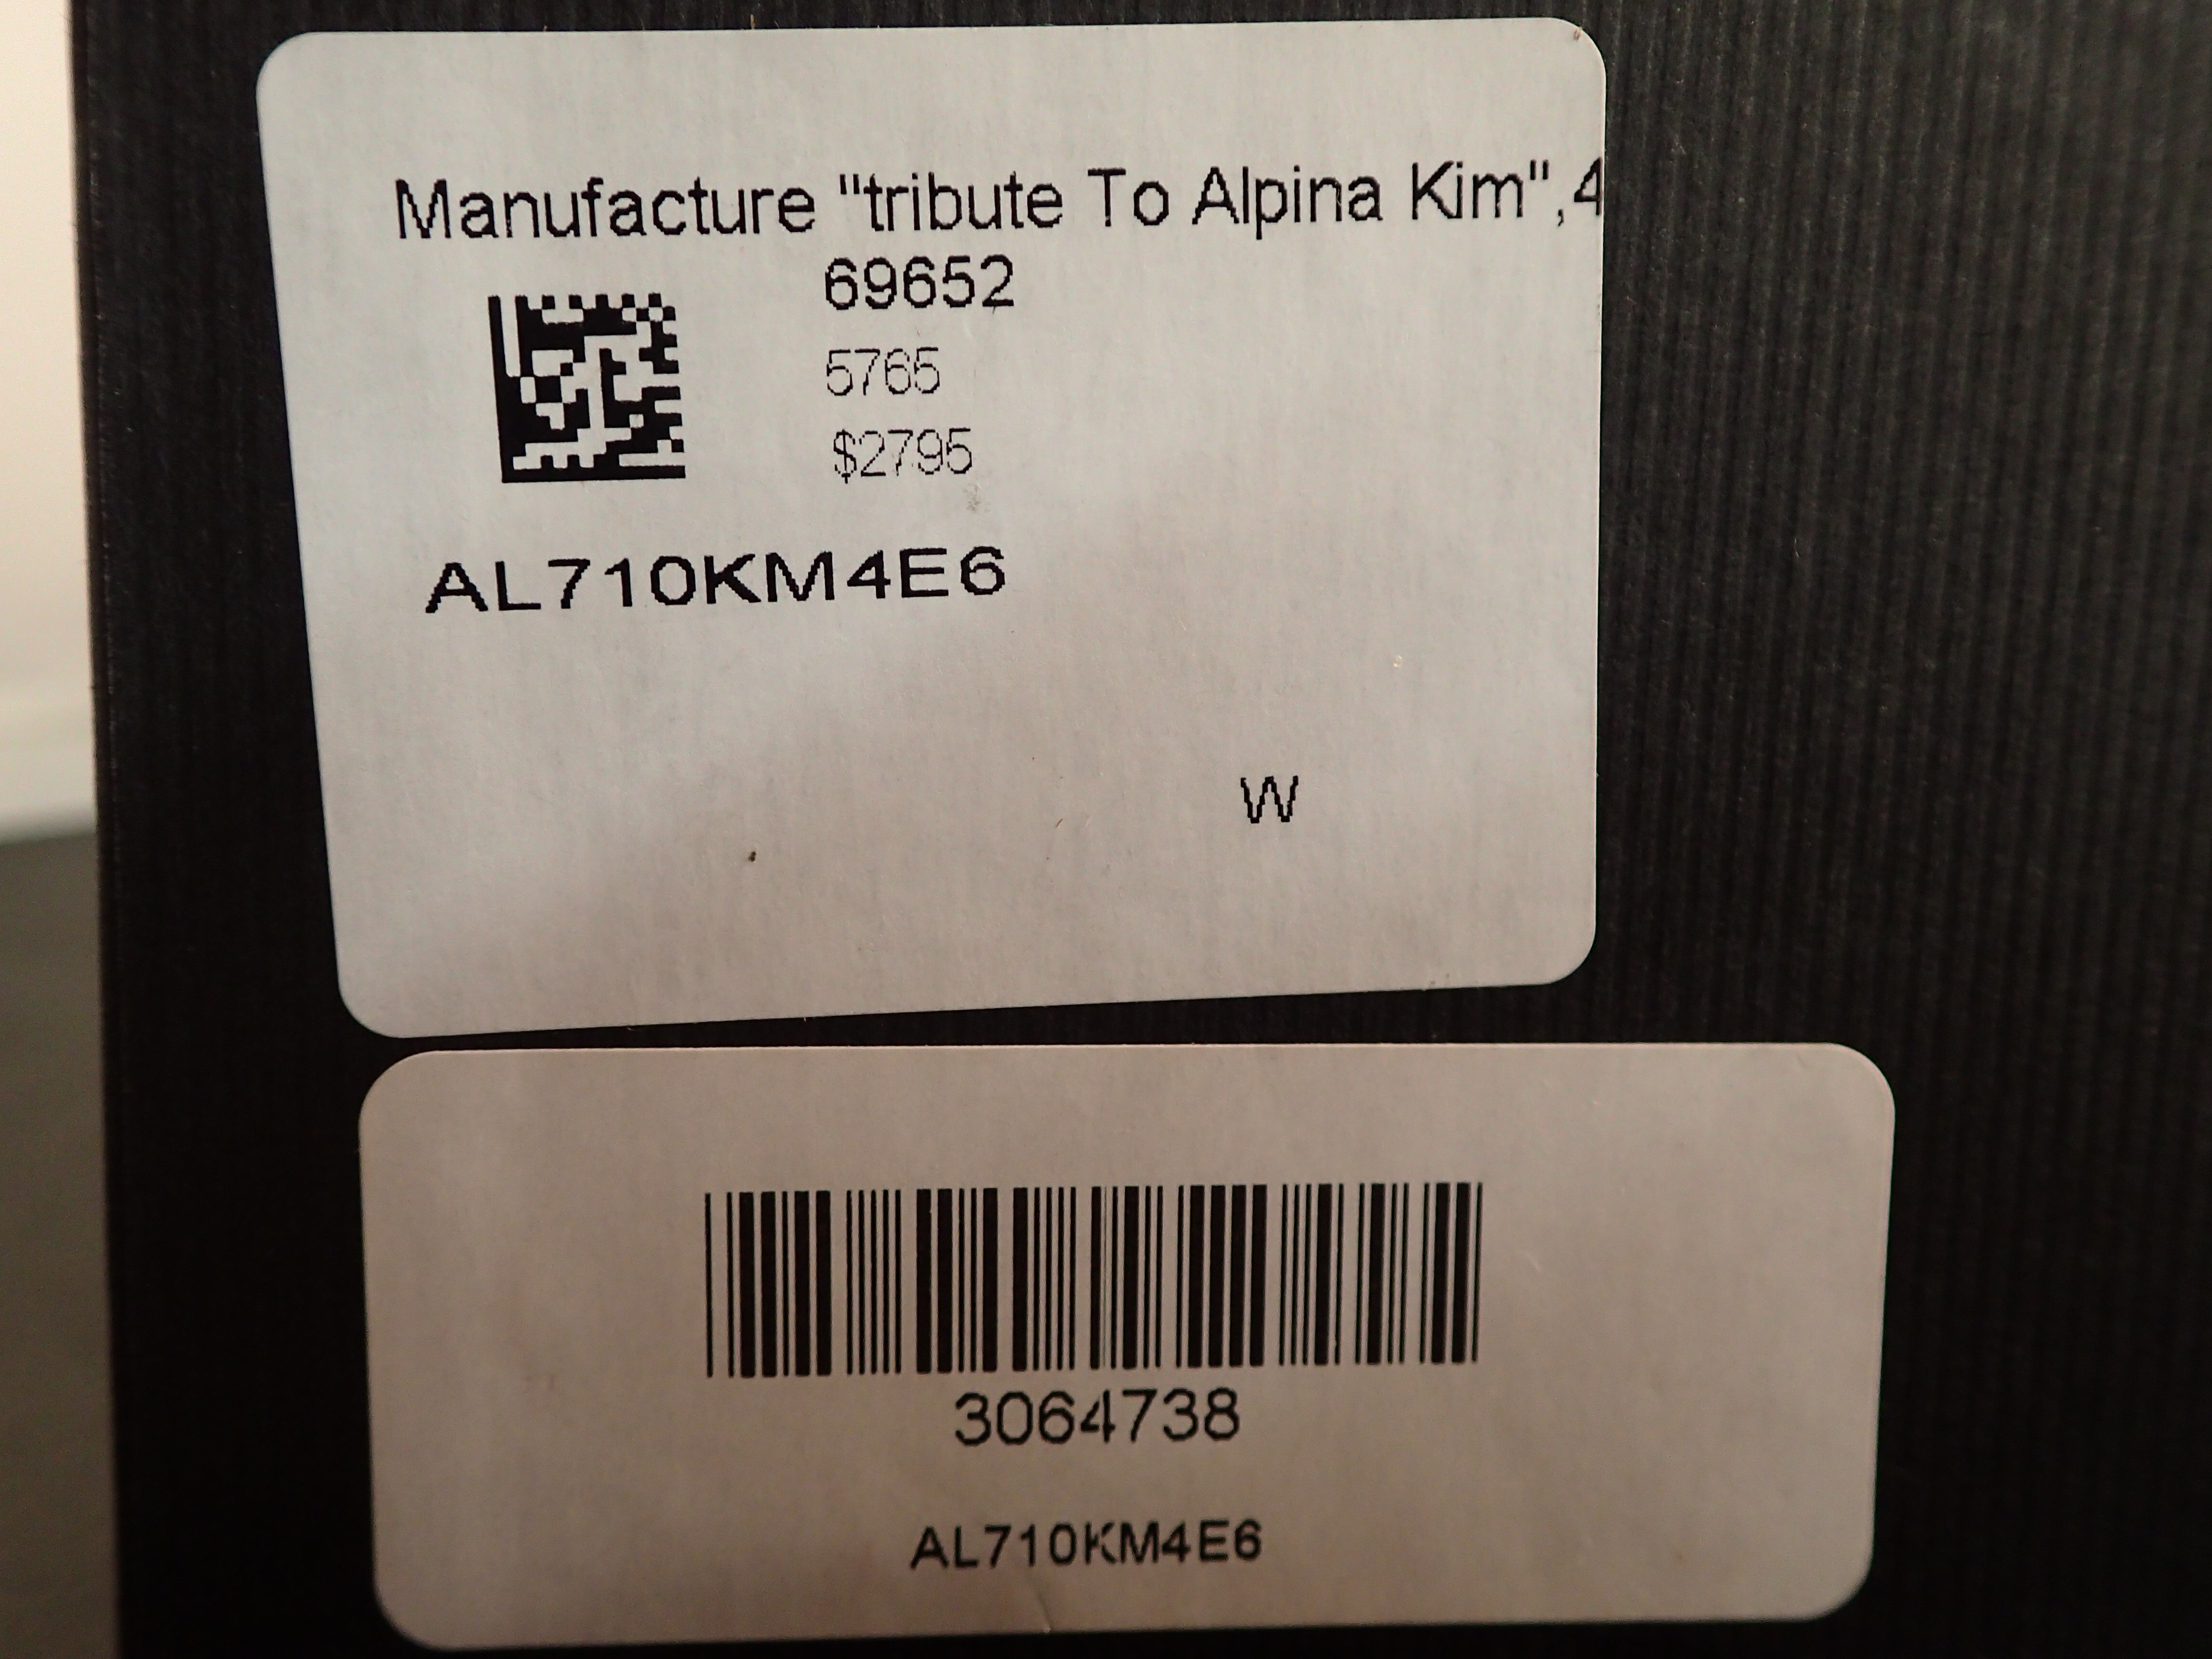 Manufacture "tribute To Alpina Kim",4
69652
5765
$2795
AL710KM4E6
W
3064738
AL710KM4E6